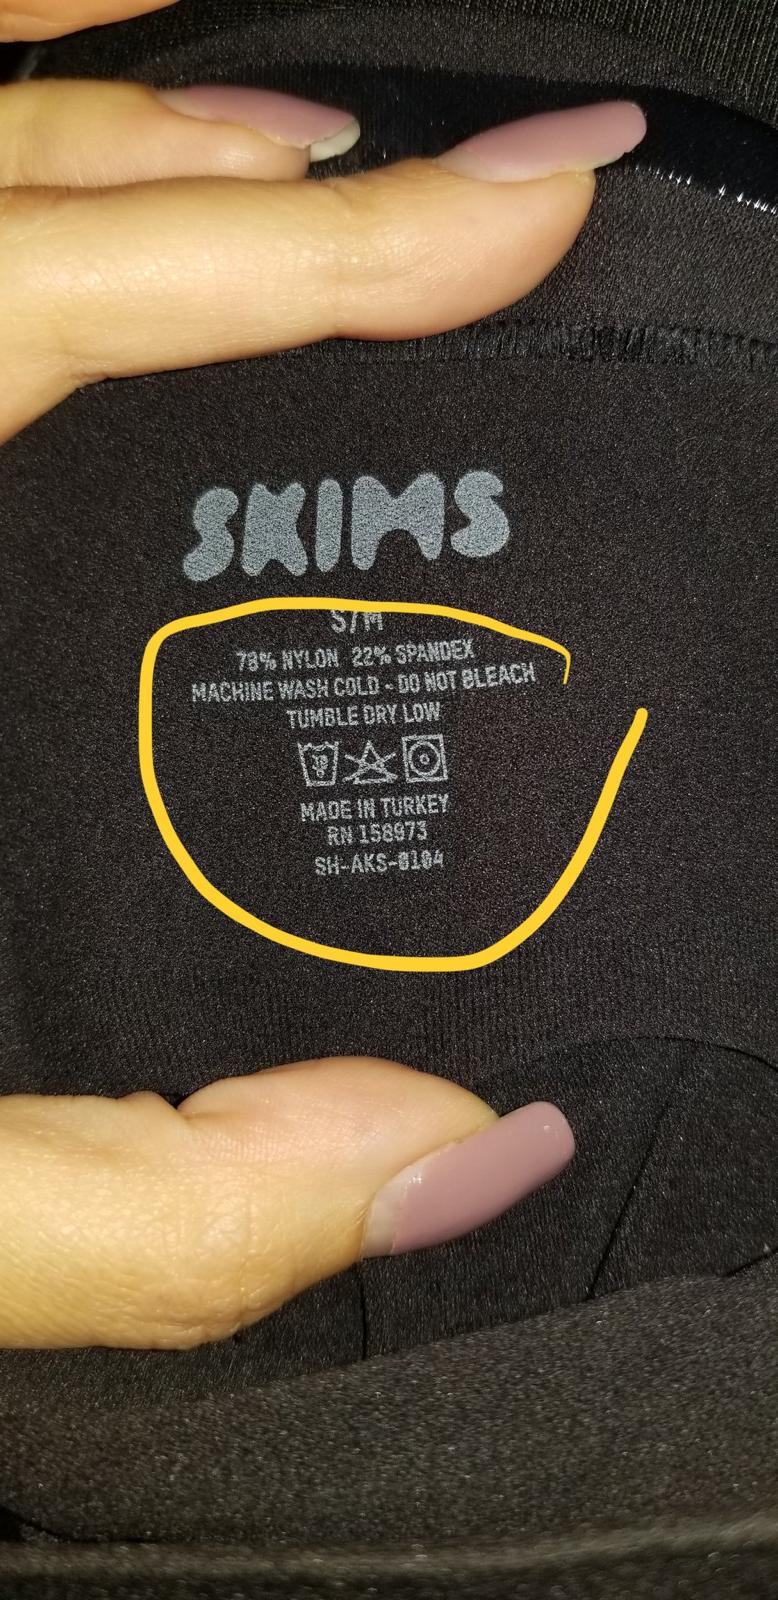 SKIMS
S/M
78% NYLON 22% SPANDEX
MACHINE WASH COLD - DO NOT BLEACH
TUMBLE DRY LOW
30
MADE IN TURKEY
RN 158973
SH-AKS-0104